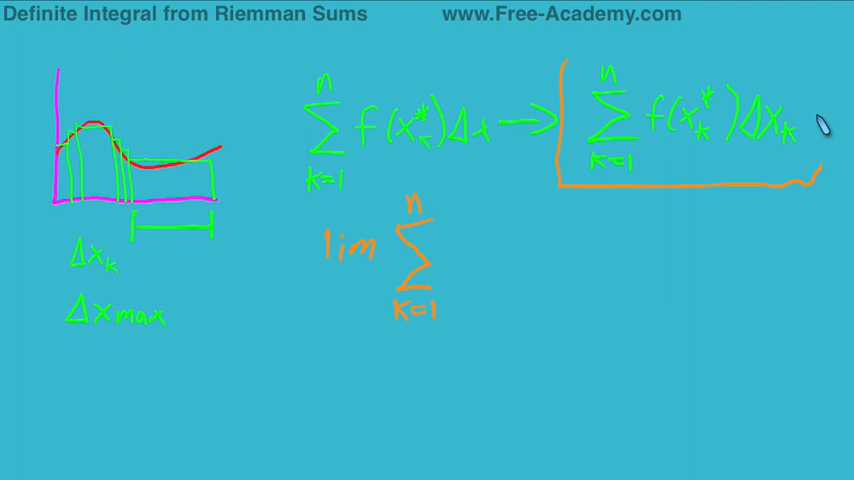 Definite Integral from Riemman Sums www.Free-Academy.com
n
∑ f(x*k)Δx → 
k=1
n
∑ f(x*k)Δxk
k=1
n
lim ∑
k=1
Δxk
Δxmax